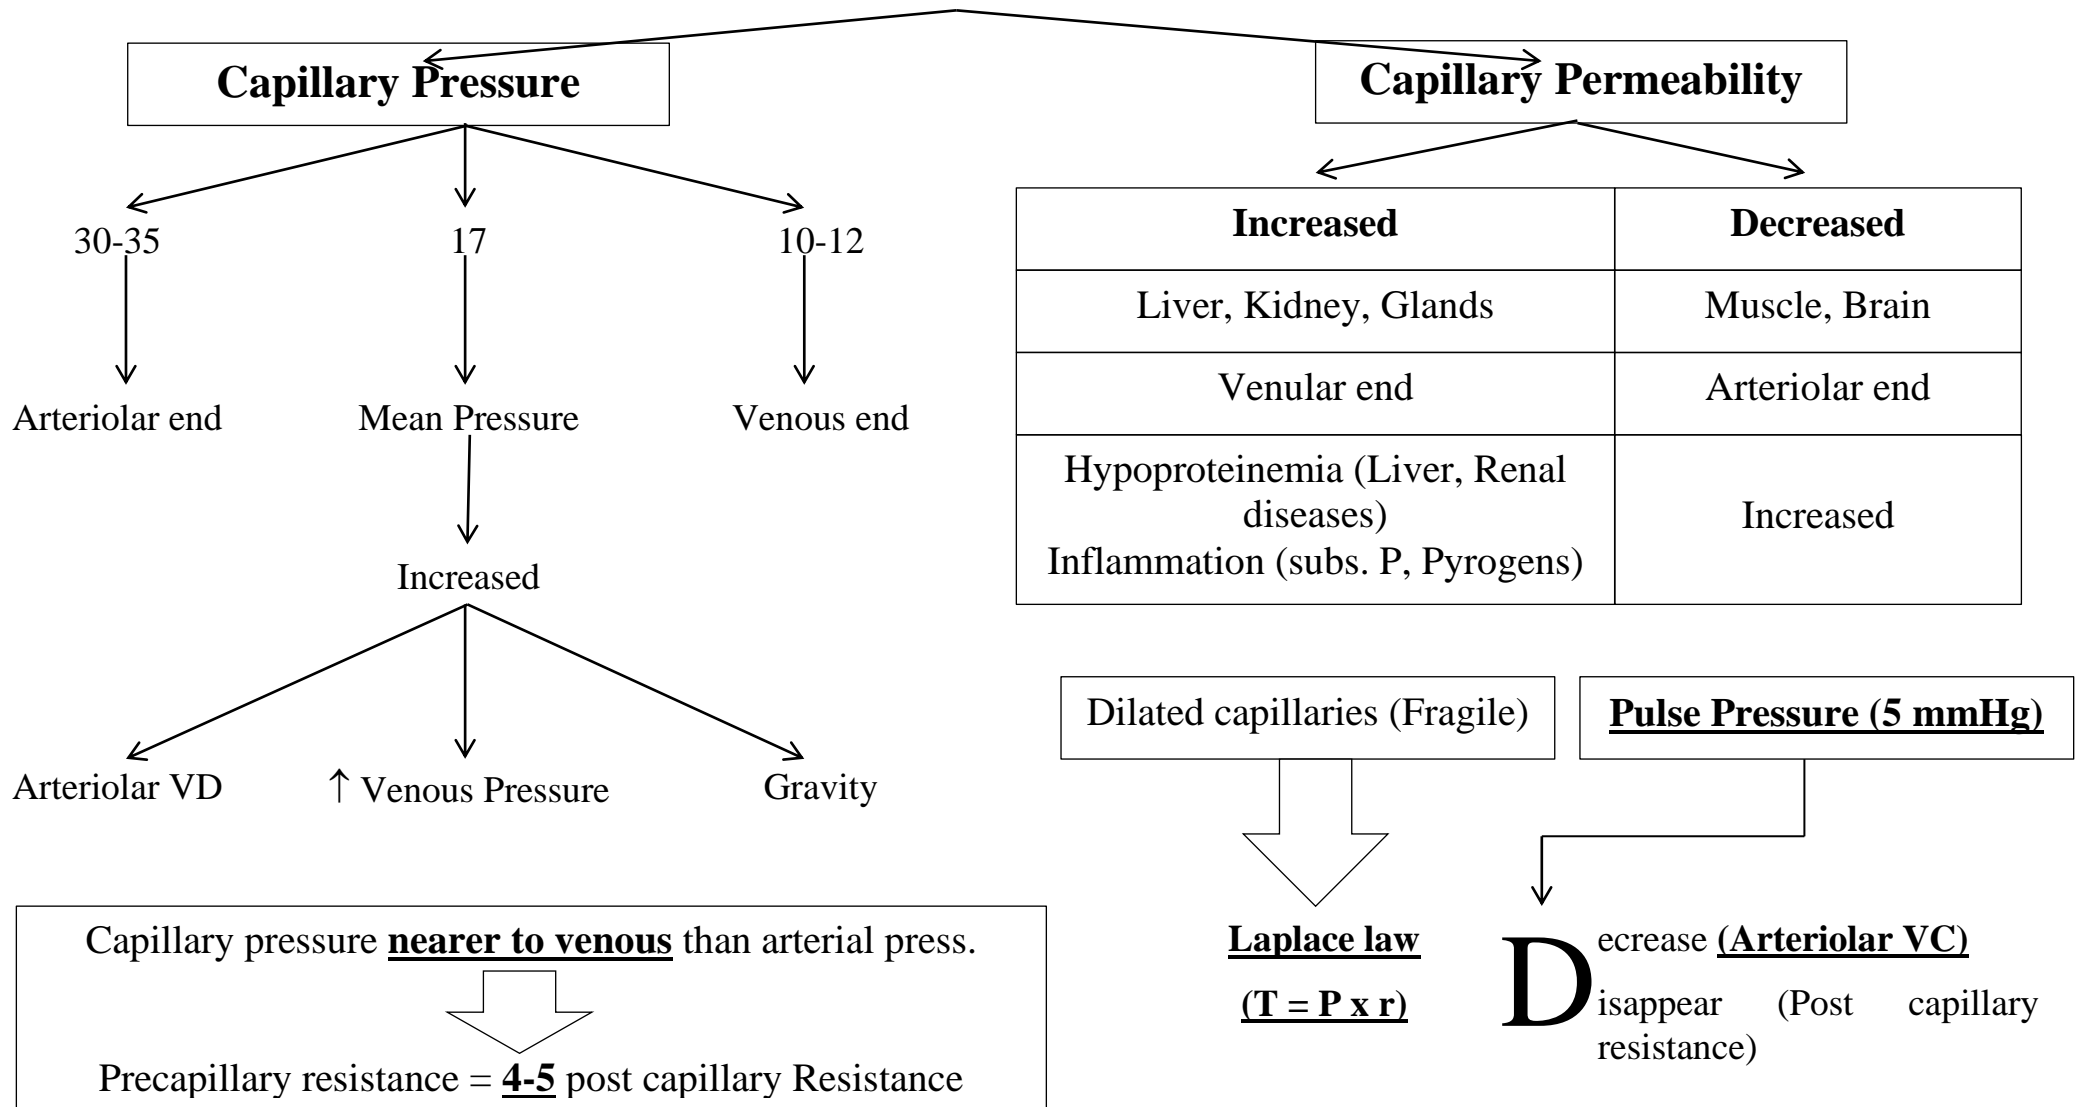 Capillary Pressure
30-35
17
10-12
Arteriolar end
Mean Pressure
Venous end
Increased
Arteriolar VD
↑ Venous Pressure
Gravity
Capillary pressure nearer to venous than arterial press.
Precapillary resistance = 4-5 post capillary Resistance
Capillary Permeability
Increased
Decreased
Liver, Kidney, Glands
Muscle, Brain
Venular end
Arteriolar end
Hypoproteinemia (Liver, Renal
diseases)
Inflammation (subs. P, Pyrogens)
Increased
Dilated capillaries (Fragile)
Laplace law
(T = P x r)
Pulse Pressure (5 mmHg)
Decrease (Arteriolar VC)
isappear (Post capillary
resistance)